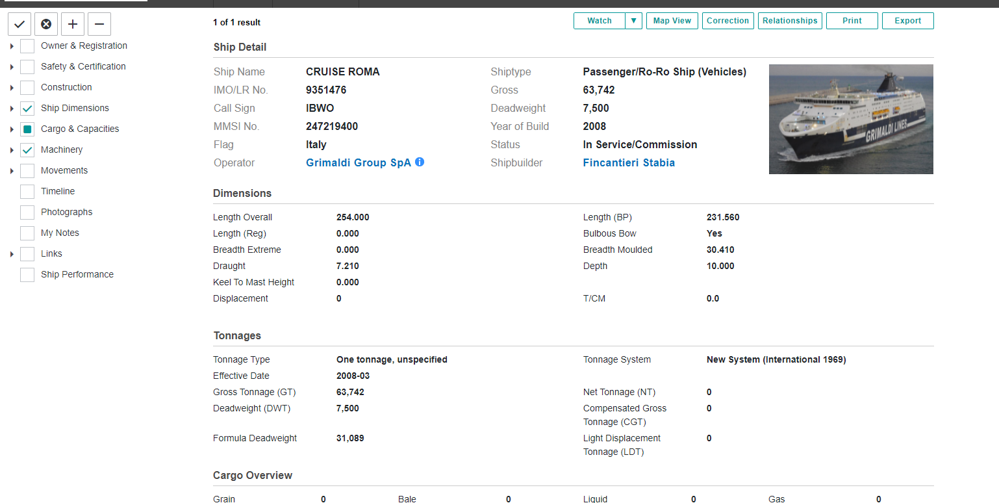 1 of 1 result
Watch ▼ Map View Correction Relationships Print Export
Owner & Registration
Safety & Certification
Construction
Ship Dimensions
Cargo & Capacities
Machinery
Movements
Timeline
Photographs
My Notes
Links
Ship Performance
Ship Detail
Ship Name CRUISE ROMA Shiptype Passenger/Ro-Ro Ship (Vehicles)
IMO/LR No. 9351476 Gross 63,742
Call Sign IBWO Deadweight 7,500
MMSI No. 247219400 Year of Build 2008
Flag Italy Status In Service/Commission
Operator Grimaldi Group SpA i Shipbuilder Fincantieri Stabia
GRIMALDI LINES
Dimensions
Length Overall 254.000 Length (BP) 231.560
Length (Reg) 0.000 Bulbous Bow Yes
Breadth Extreme 0.000 Breadth Moulded 30.410
Draught 7.210 Depth 10.000
Keel To Mast Height 0.000
Displacement 0 T/CM 0.0
Tonnages
Tonnage Type One tonnage, unspecified Tonnage System New System (International 1969)
Effective Date 2008-03
Gross Tonnage (GT) 63,742 Net Tonnage (NT) 0
Deadweight (DWT) 7,500 Compensated Gross 0
Tonnage (CGT)
Formula Deadweight 31,089 Light Displacement 0
Tonnage (LDT)
Cargo Overview
Grain 0 Bale 0 Liquid 0 Gas 0